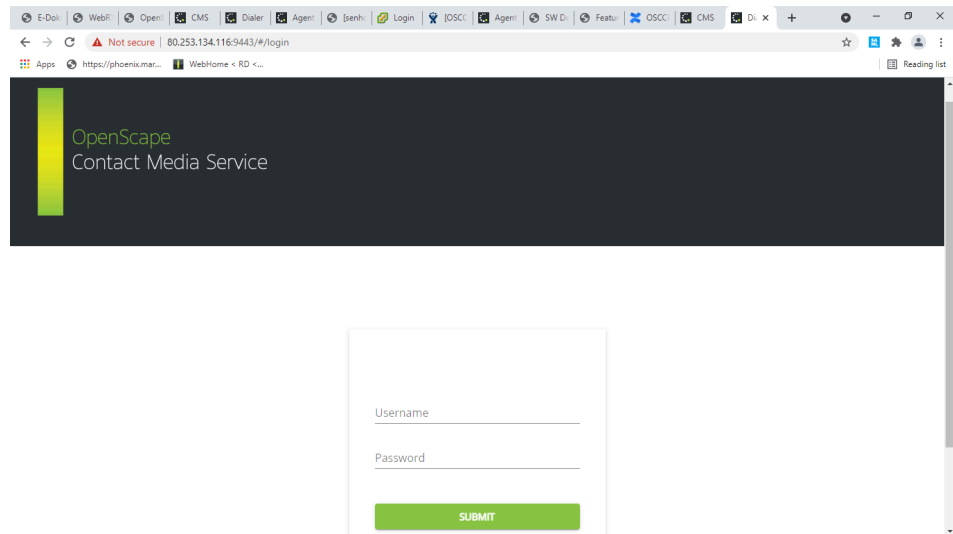 E-Dok
WebR
Open
CMS
Dialer
Agent
[senh
Login
[OSCC
Agent
SW D
Featur
OSCC
CMS
Di
Not secure
80.253.134.116:9443/#/login
Apps
https://phoenix.mar...
WebHome < RD <...
Reading list
OpenScape
Contact Media Service
Username
Password
SUBMIT